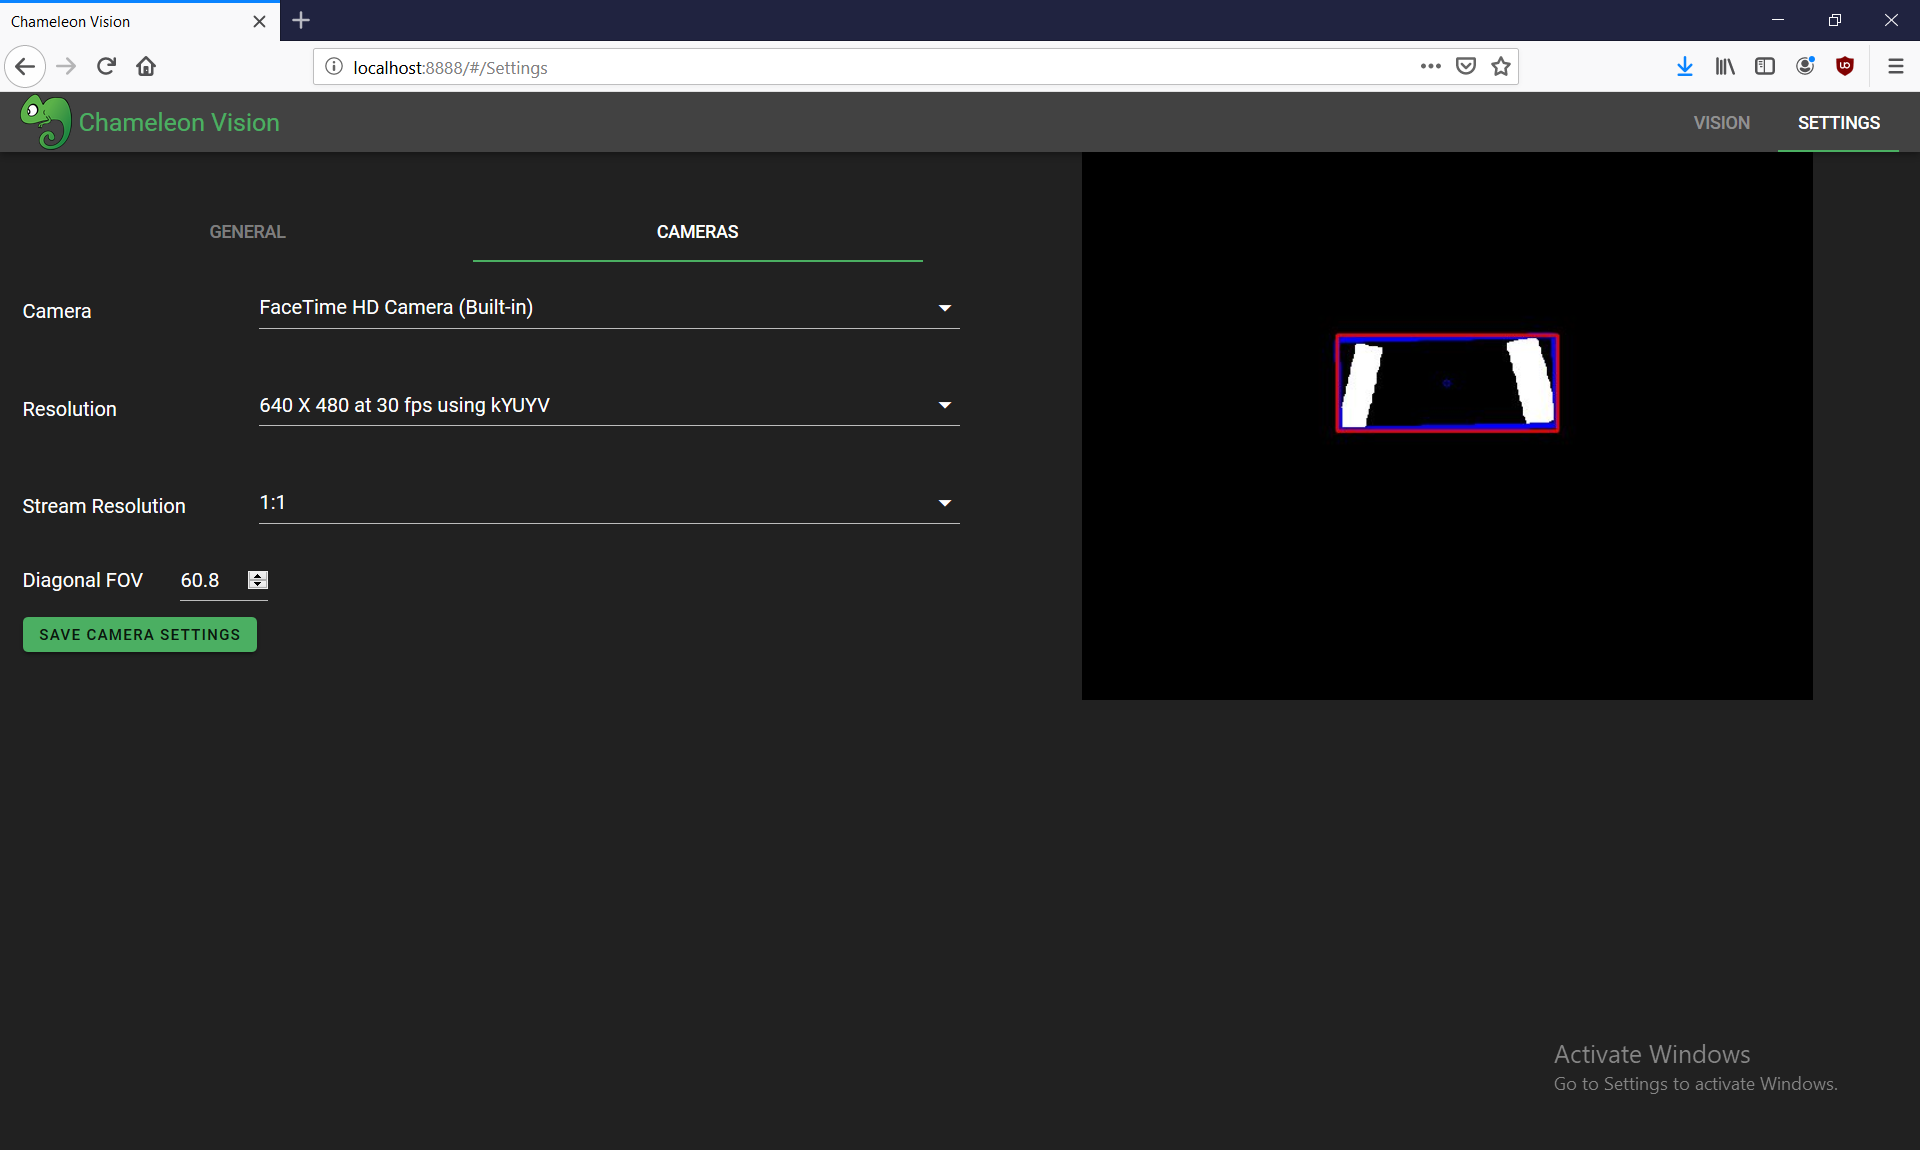 Chameleon Vision
localhost:8888/#/Settings
Chameleon Vision
VISION
SETTINGS
GENERAL
CAMERAS
Camera
FaceTime HD Camera (Built-in)
Resolution
640 X 480 at 30 fps using kYUYV
Stream Resolution
1:1
Diagonal FOV
60.8
SAVE CAMERA SETTINGS
Activate Windows
Go to Settings to activate Windows.